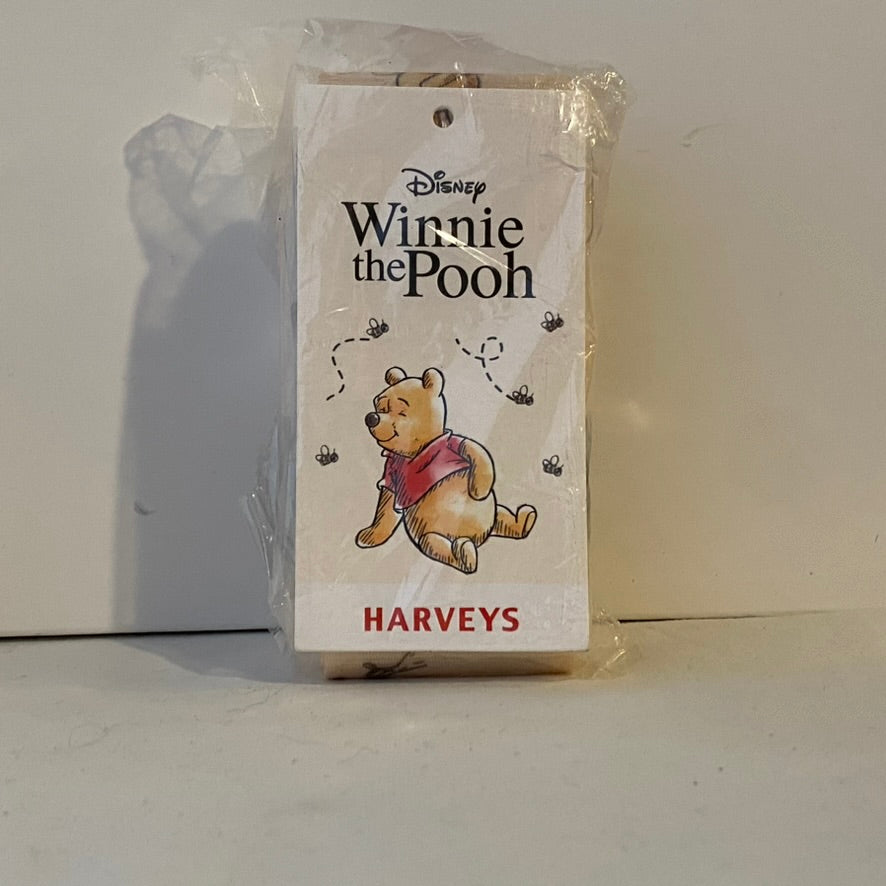 Disney
Winnie
the Pooh
HARVEYS